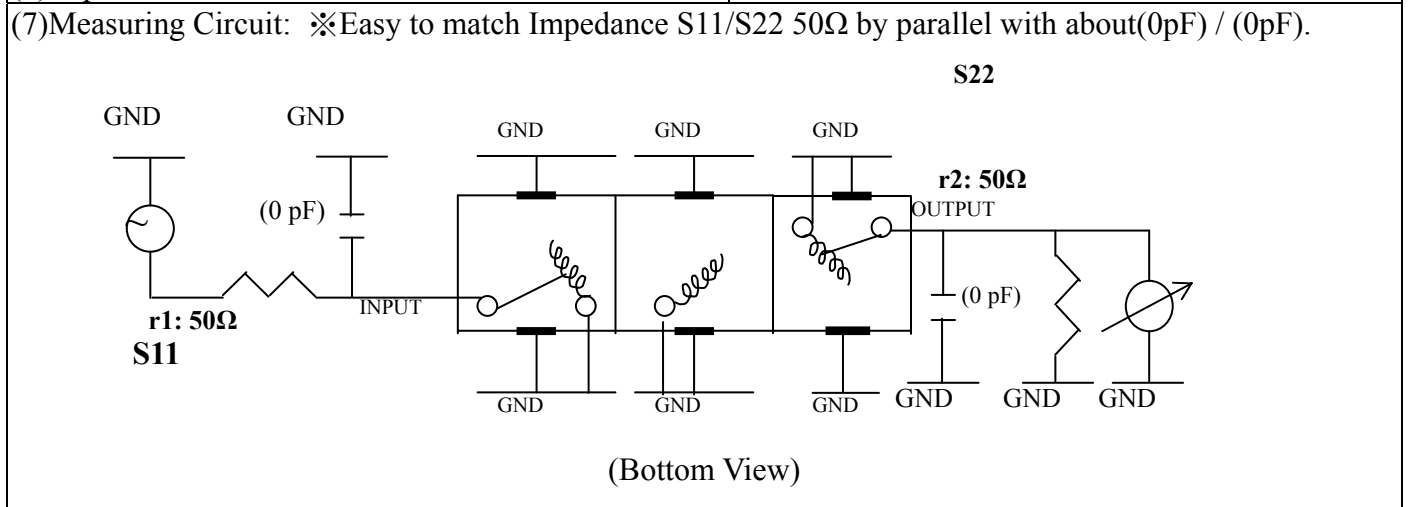 (7)Measuring Circuit: ※Easy to match Impedance S11/S22 50Ω by parallel with about(0pF) / (0pF).
S22
GND GND GND GND GND
r2: 50Ω
(0 pF) OUTPUT
(0 pF)
INPUT
r1: 50Ω
S11
GND GND GND GND GND GND
(Bottom View)